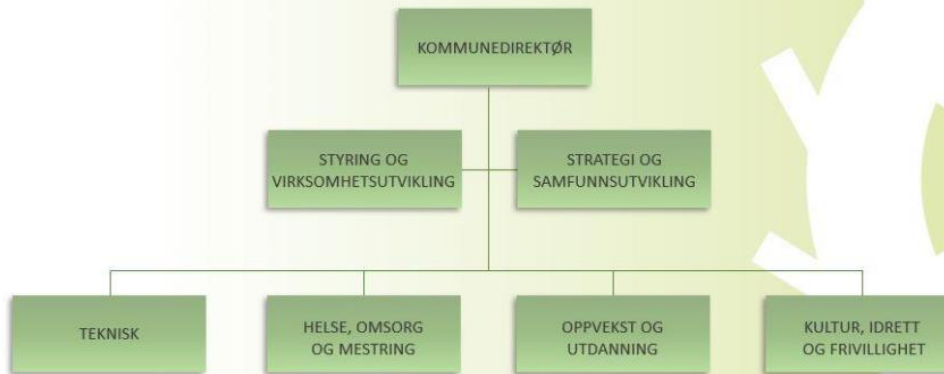 KOMMUNEDIREKTØR
STYRING OG
VIRKSOMHETSUTVIKLING
STRATEGI OG
SAMFUNNSUTVIKLING
TEKNISK
HELSE, OMSORG
OG MESTRING
OPPVEKST OG
UTDANNING
KULTUR, IDRETT
OG FRIVILLIGHET